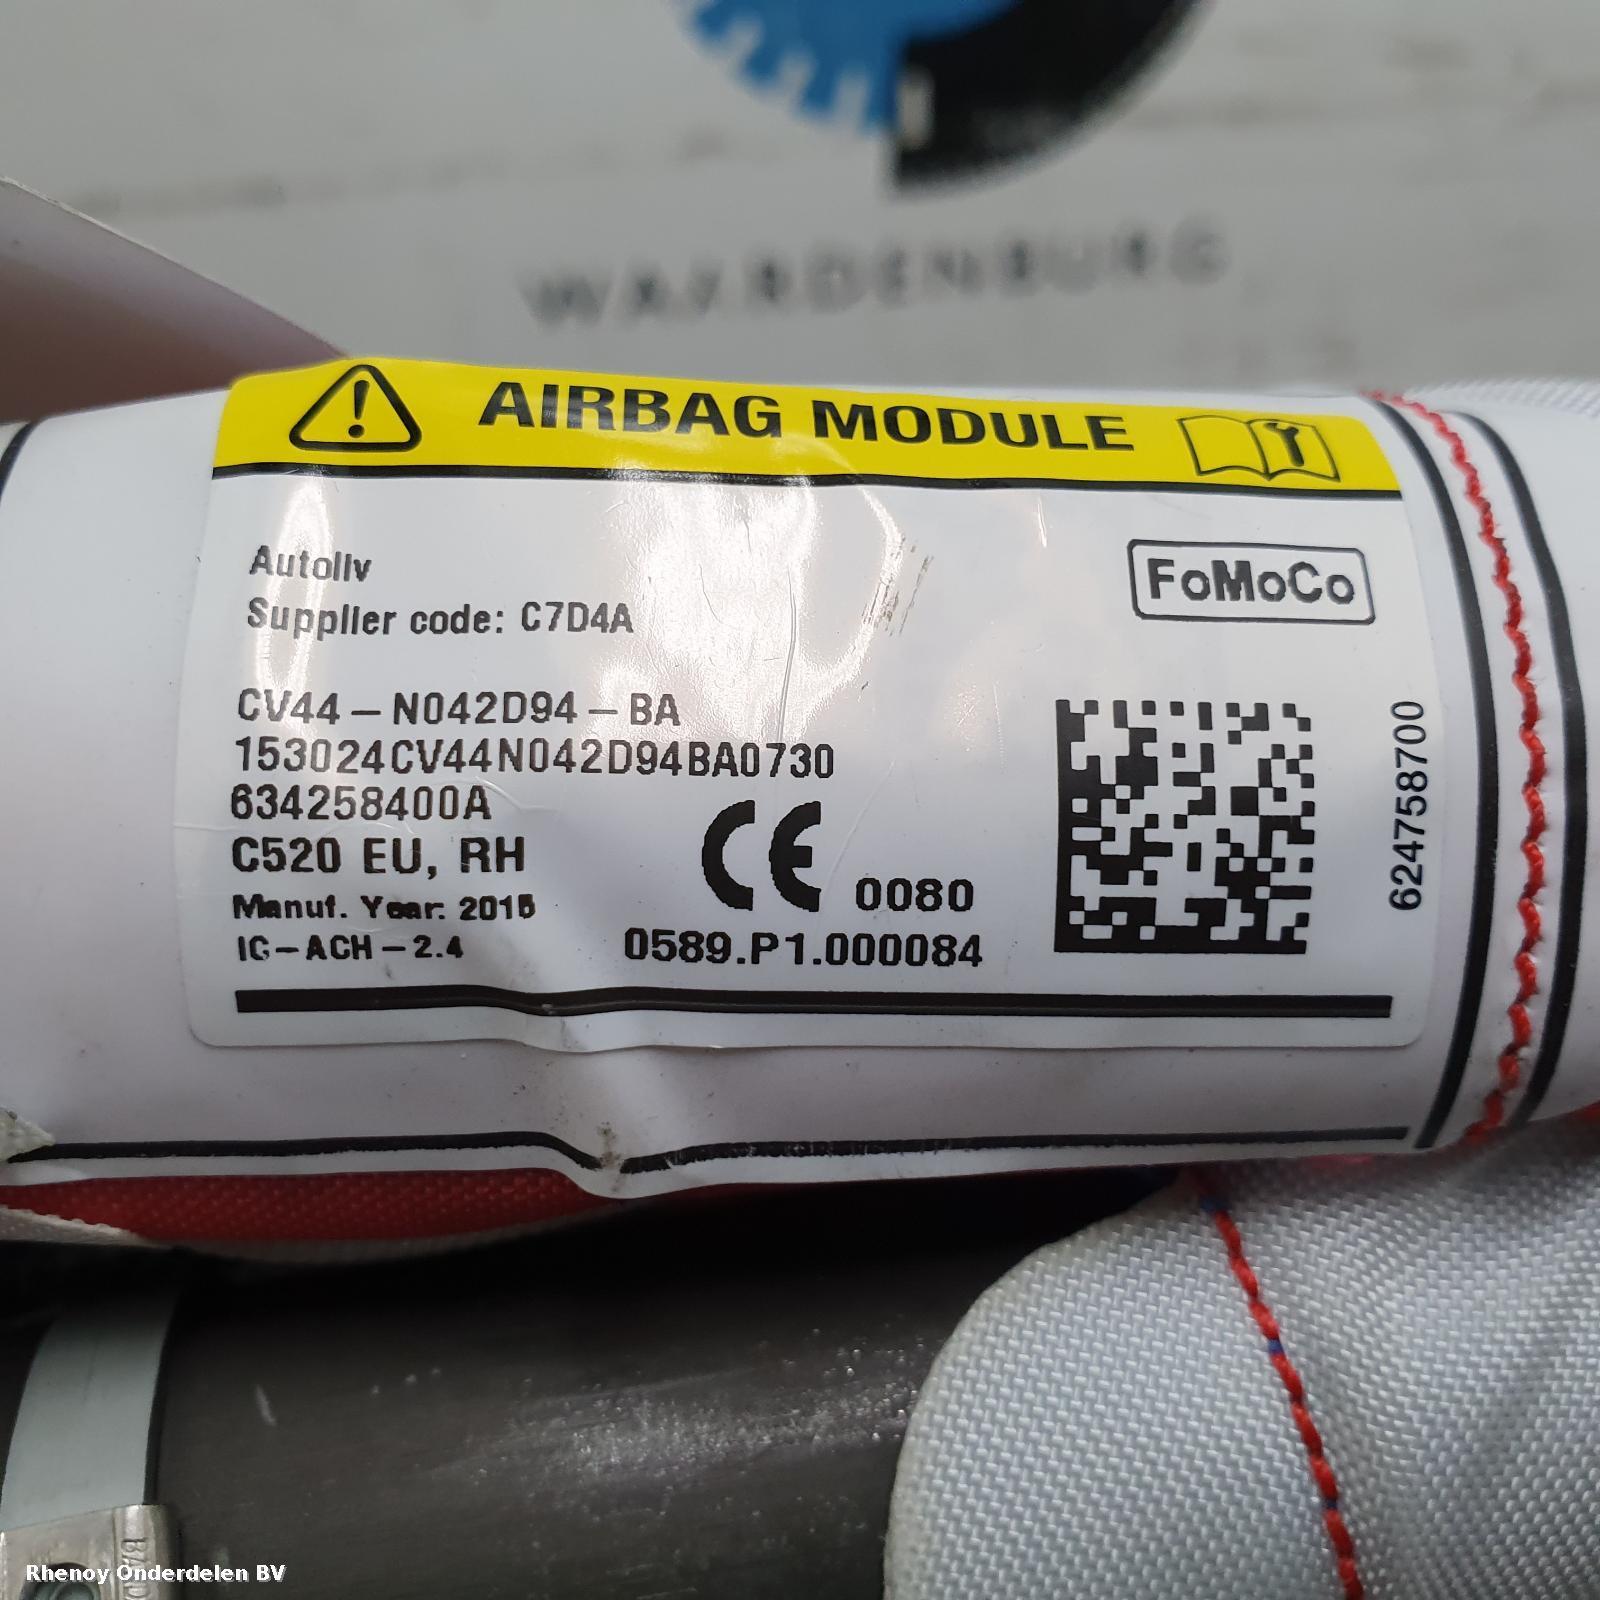 WAARDENBURG
AIRBAG MODULE
Autoliv
Supplier code: C7D4A
FoMoCo
CV44-N042D94-BA
153024CV44N042D94BA0730
634258400A
C520 EU, RH
Manuf. Year: 2015
IC-ACH-2.4
0080
0589.P1.000084
624758700
Rhenoy Onderdelen BV